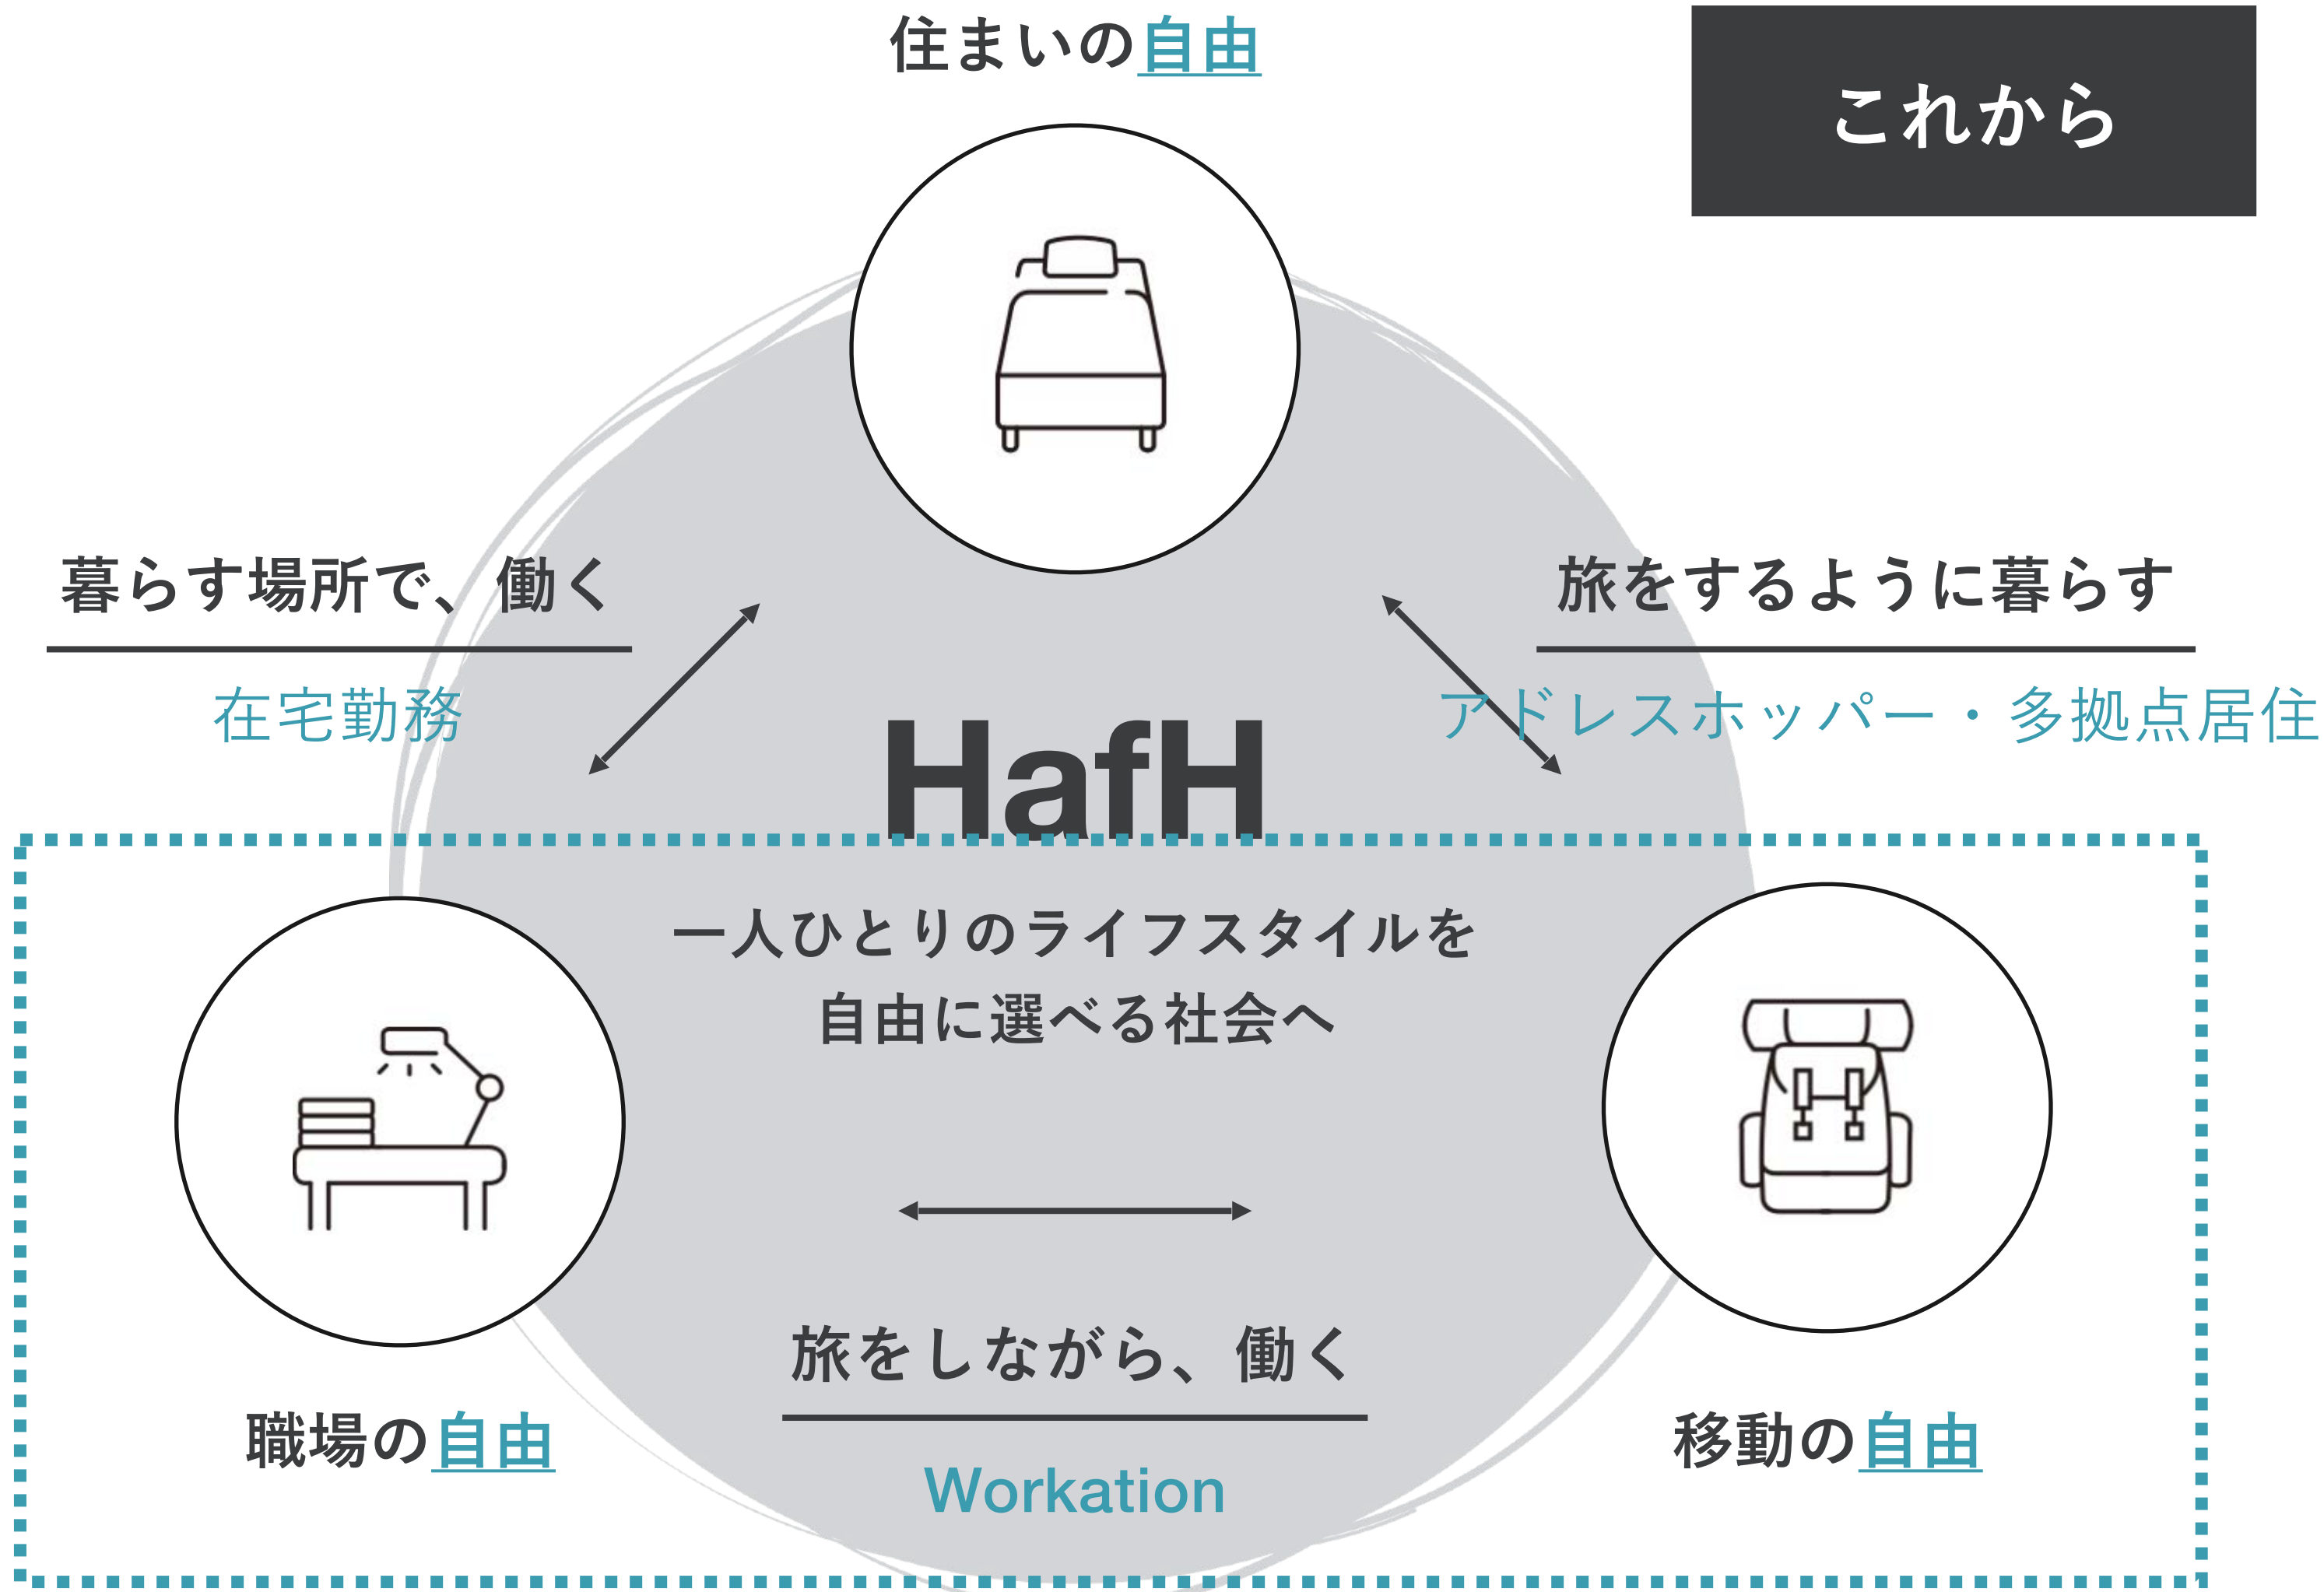 住まいの自由
これから
暮らす場所で、働く
旅をするように暮らす
在宅勤務
アドレスホッパー・多拠点居住
HafH
一人ひとりのライフスタイルを
自由に選べる社会へ
旅をしながら、働く
職場の自由
移動の自由
Workation